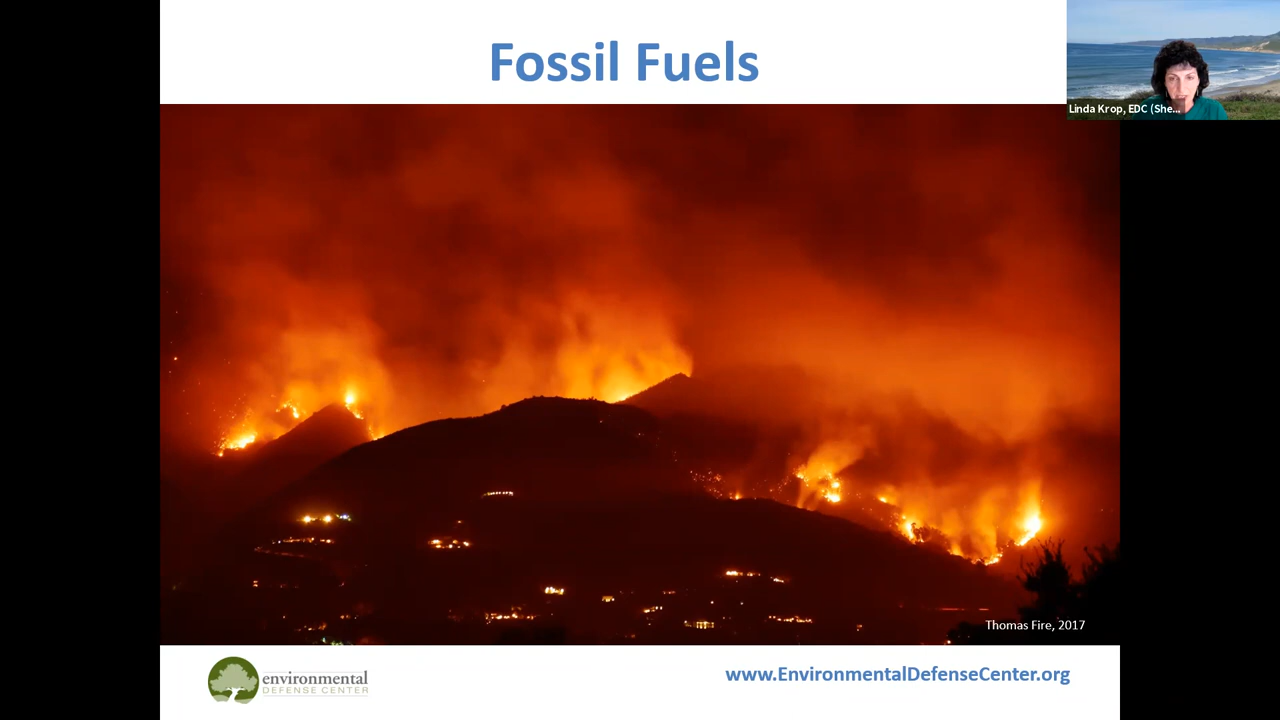 Fossil Fuels
Linda Krop, EDC (She...
Thomas Fire, 2017
environmental
DEFENSE CENTER
www.EnvironmentalDefenseCenter.org